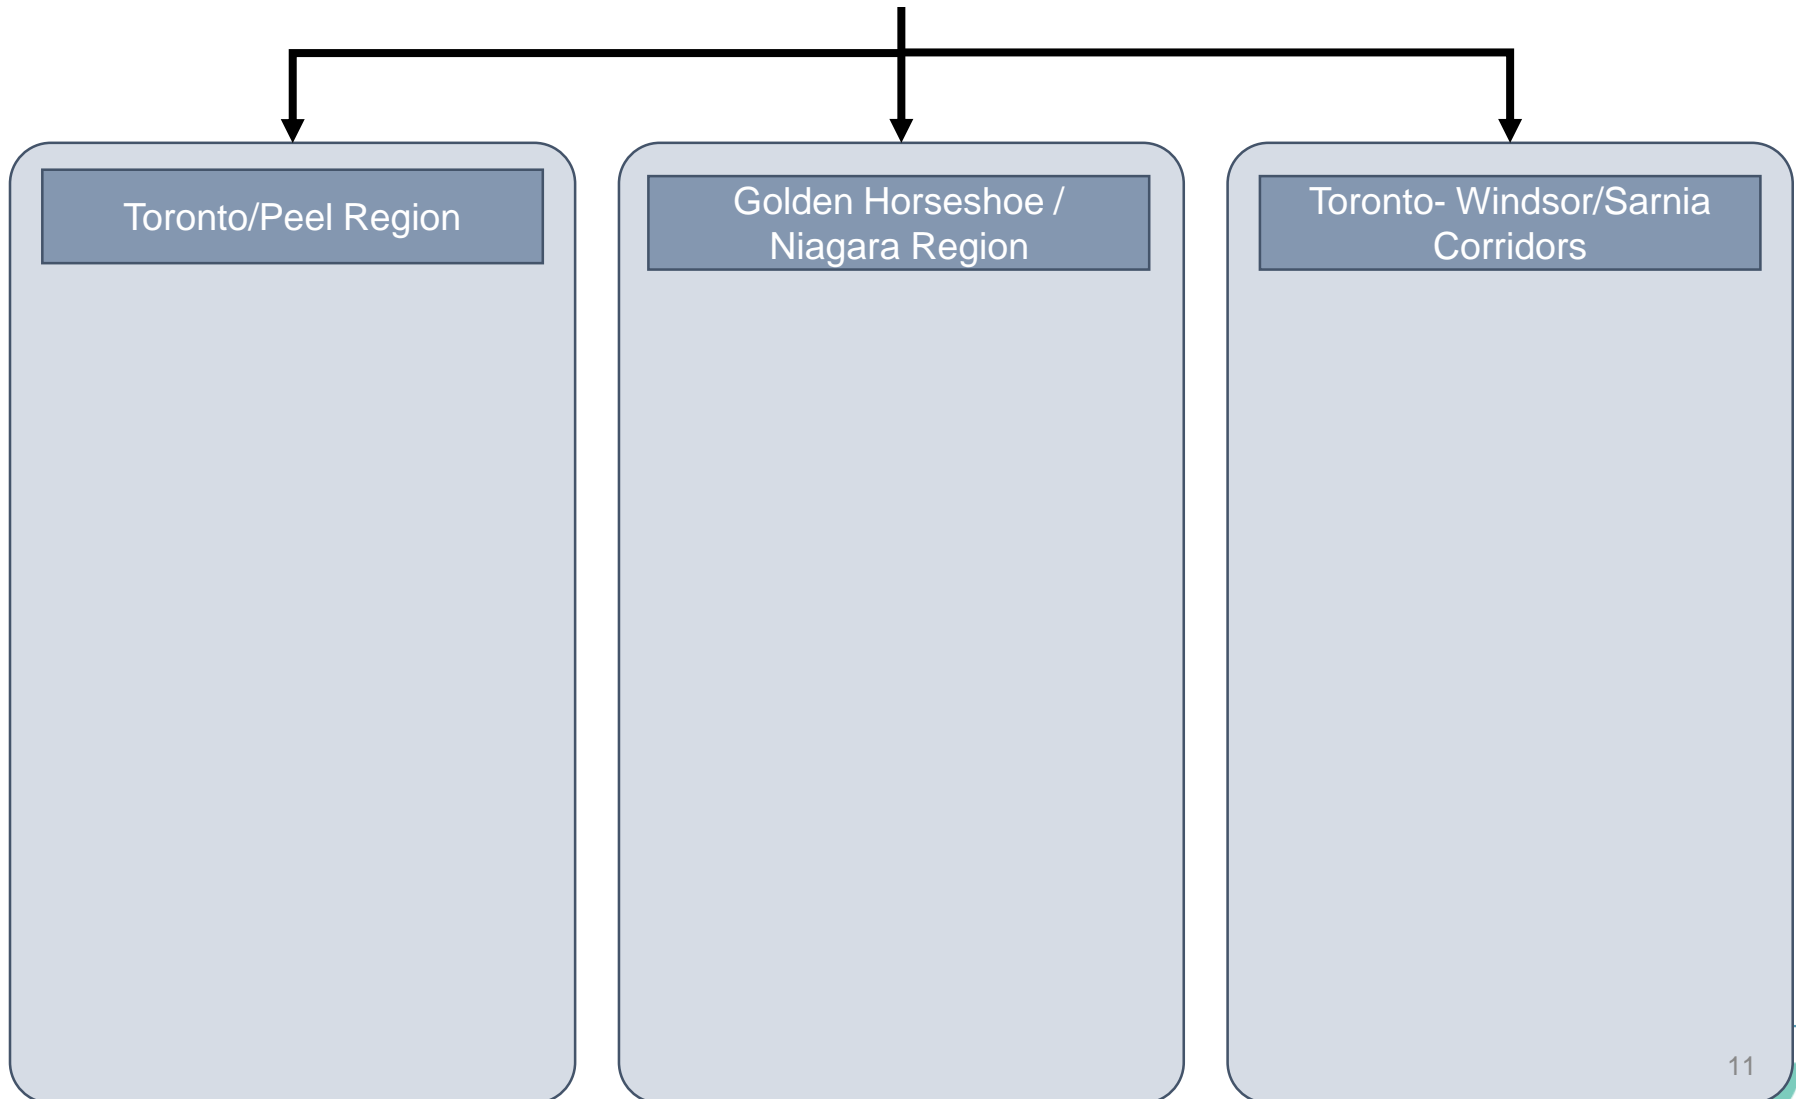 Toronto/Peel Region
Golden Horseshoe /
Niagara Region
Toronto- Windsor/Sarnia
Corridors
11